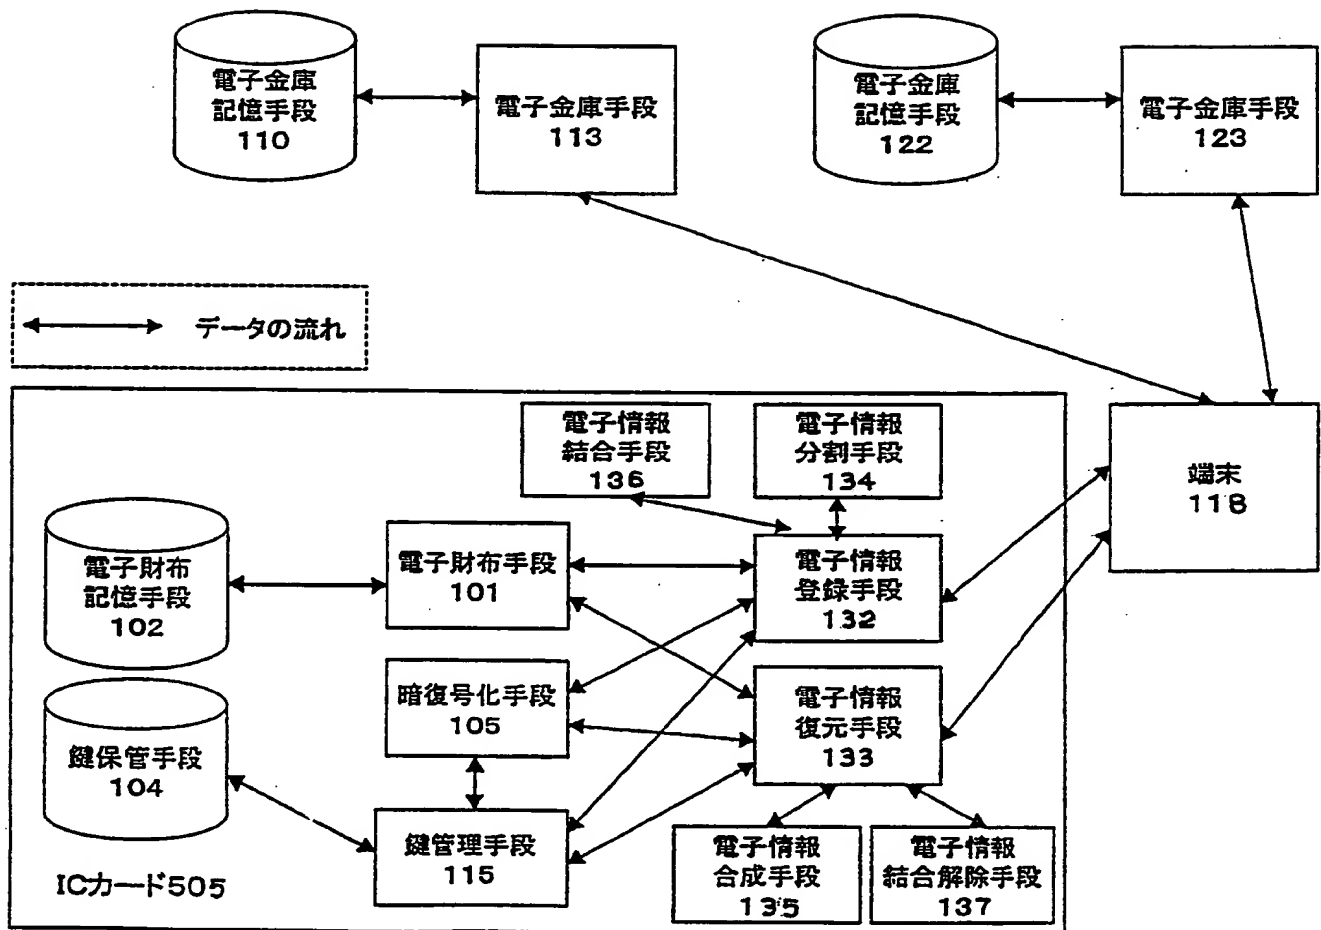 電子金庫
記憶手段
110
電子金庫手段
113
電子金庫
記憶手段
122
電子金庫手段
123
データの流れ
電子情報
結合手段
136
電子情報
分割手段
134
端末
118
電子財布
記憶手段
102
電子財布手段
101
電子情報
登録手段
132
暗復号化手段
105
電子情報
復元手段
133
鍵保管手段
104
鍵管理手段
115
電子情報
合成手段
135
電子情報
結合解除手段
137
ICカード505